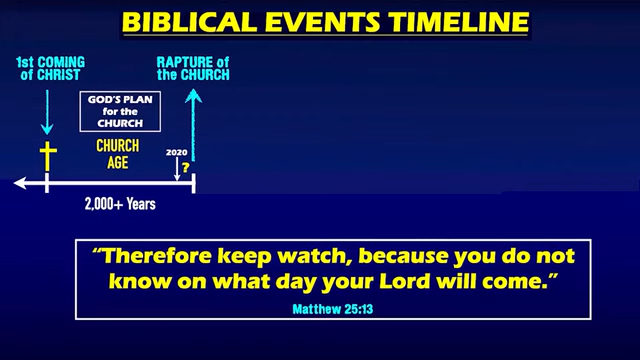 BIBLICAL EVENTS TIMELINE
1st COMING
of CHRIST
RAPTURE of
the CHURCH
GOD'S PLAN
for the
CHURCH
CHURCH
AGE
2020
?
2,000+ Years
“Therefore keep watch, because you do not
know on what day your Lord will come.”
Matthew 25:13